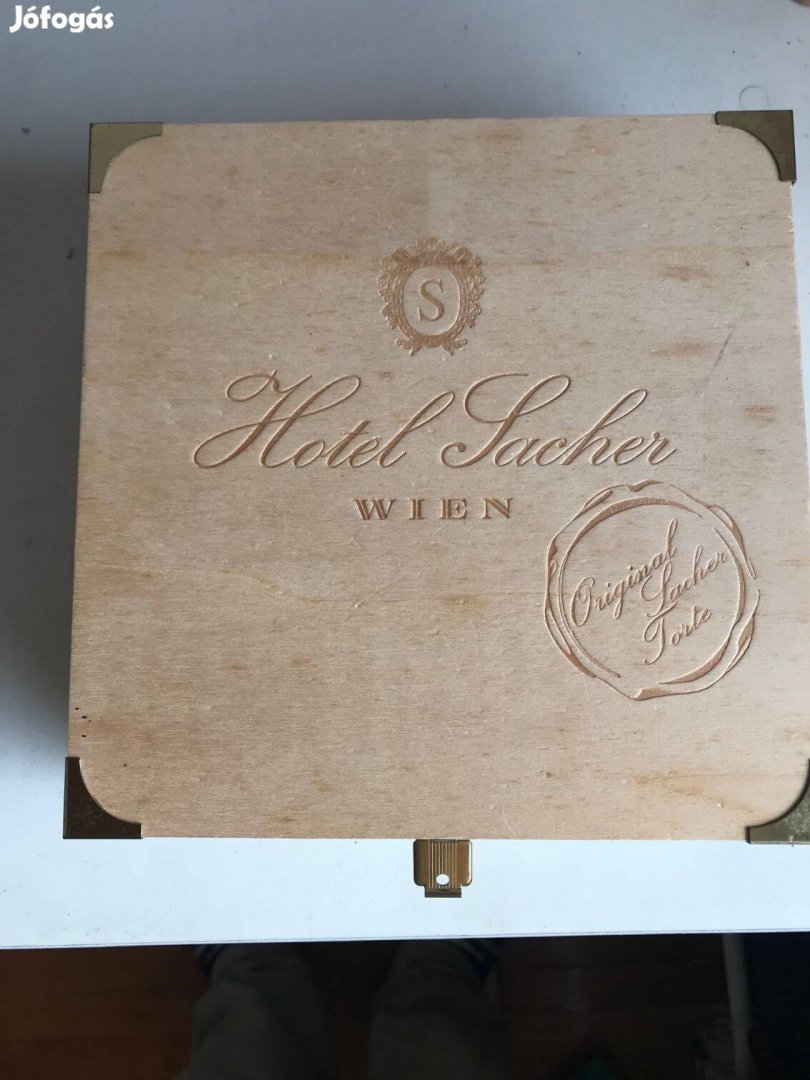 Jófogás
S
Hotel Sacher
WIEN
Original
Sacher
Torte